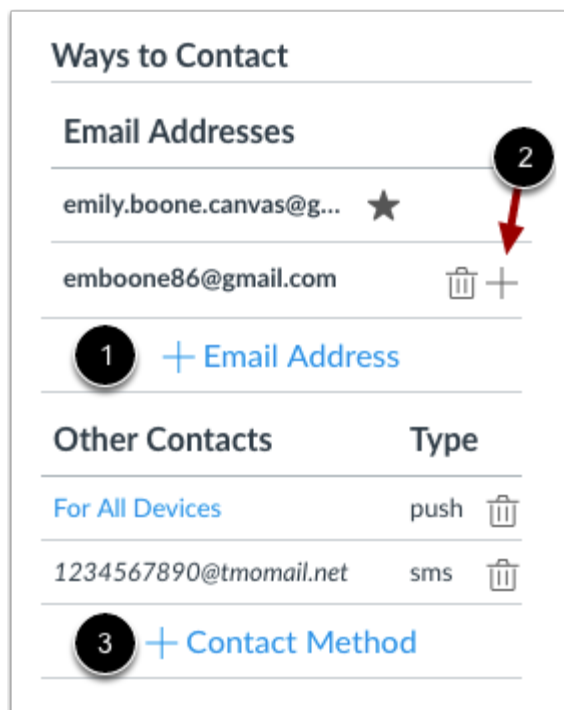 Ways to Contact
Email Addresses
2
emily.boone.canvas@g...
emboone86@gmail.com
1
+ Email Address
Other Contacts Type
For All Devices push
1234567890@tmomail.net sms
3
+ Contact Method